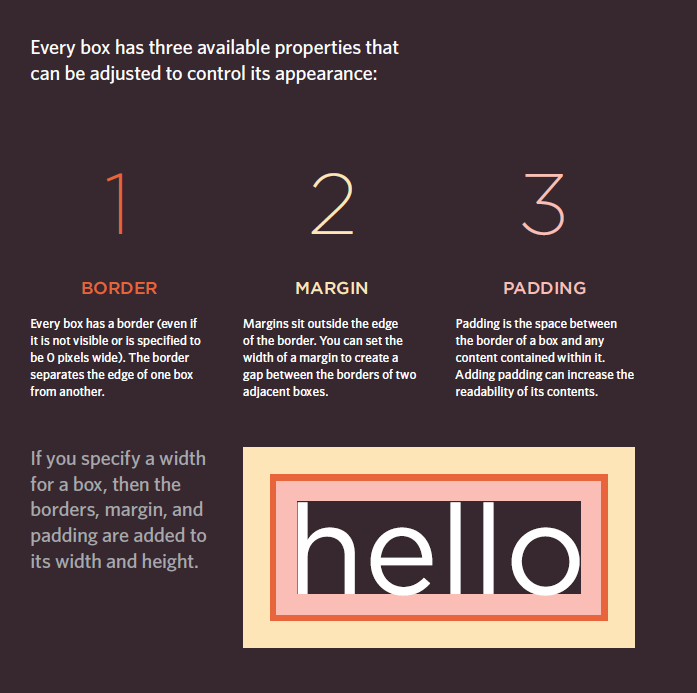 Every box has three available properties that
can be adjusted to control its appearance:
1
2
3
BORDER
MARGIN
PADDING
Every box has a border (even if
it is not visible or is specified to
be 0 pixels wide). The border
separates the edge of one box
from another.
Margins sit outside the edge
of the border. You can set the
width of a margin to create a
gap between the borders of two
adjacent boxes.
Padding is the space between
the border of a box and any
content contained within it.
Adding padding can increase the
readability of its contents.
If you specify a width
for a box, then the
borders, margin, and
padding are added to
its width and height.
hello